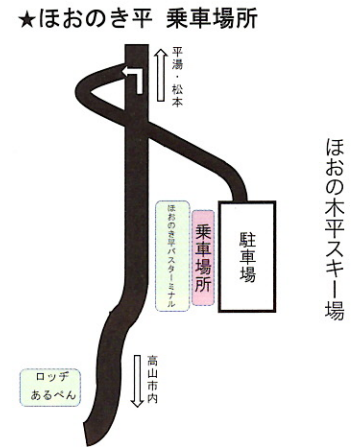 ★ほおのき平 乗車場所
平湯・松本
ほおの木平スキー場
駐車場
乗車場所
ほおのき平バスターミナル
高山市内
ロッヂ
あるぺん